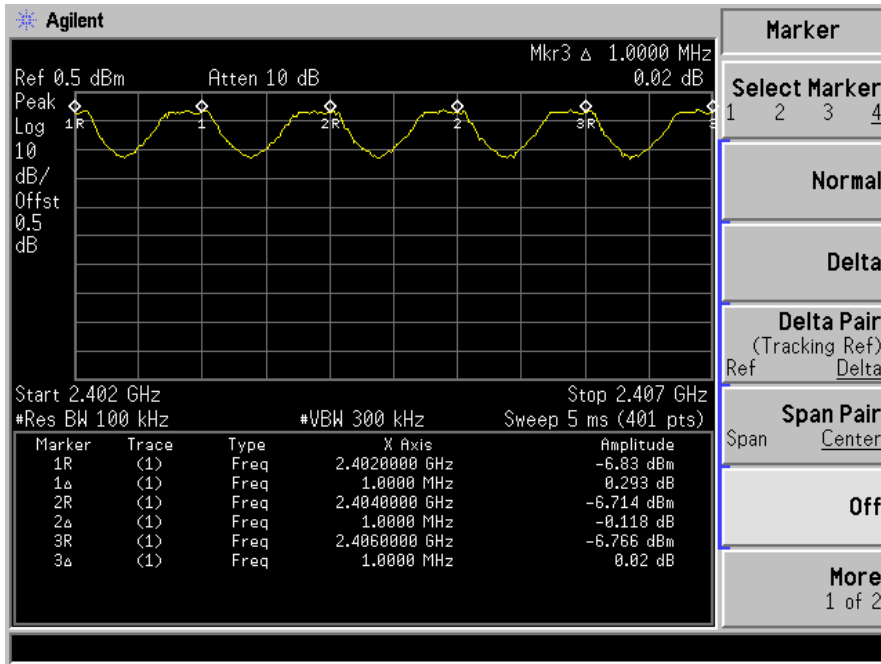 Agilent
Mkr3 Δ 1.0000 MHz
Ref 0.5 dBm Atten 10 dB 0.02 dB
Peak
Log
10
dB/
Offst
0.5
dB
1R 1 2R 2 3R 3
Start 2.402 GHz Stop 2.407 GHz
#Res BW 100 kHz #VBW 300 kHz Sweep 5 ms (401 pts)
Marker Trace Type X Axis Amplitude
1R (1) Freq 2.4020000 GHz -6.83 dBm
1Δ (1) Freq 1.0000 MHz 0.293 dB
2R (1) Freq 2.4040000 GHz -6.714 dBm
2Δ (1) Freq 1.0000 MHz -0.118 dB
3R (1) Freq 2.4060000 GHz -6.766 dBm
3Δ (1) Freq 1.0000 MHz 0.02 dB
Marker
Select Marker
1 2 3 4
Normal
Delta
Delta Pair
(Tracking Ref)
Ref Delta
Span Pair
Span Center
Off
More
1 of 2